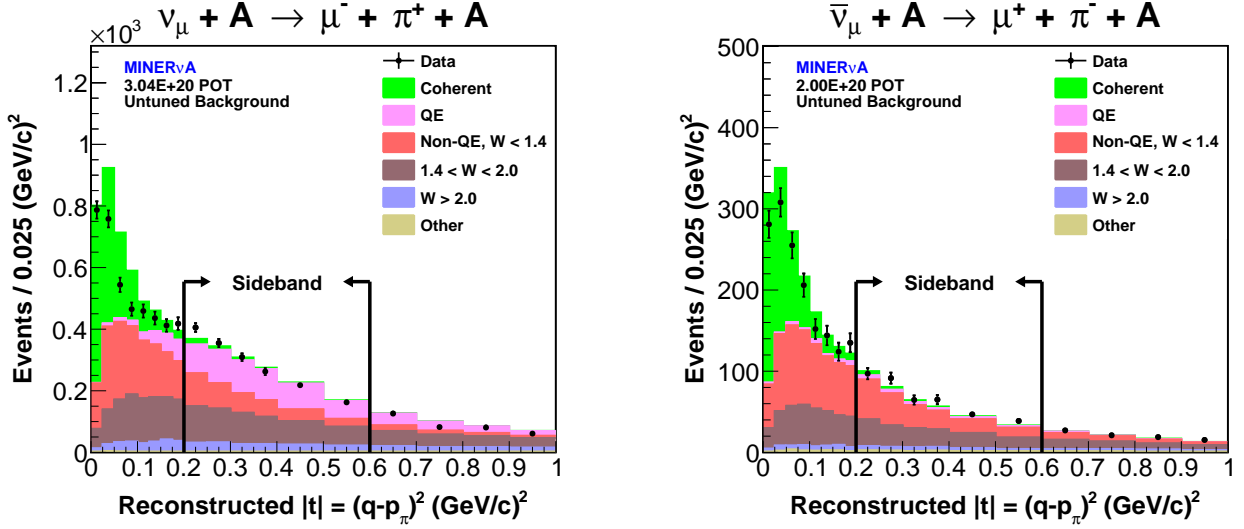 νμ + A → μ- + π+ + A
×10³
MINERνA
3.04E+20 POT
Untuned Background
Data
Coherent
QE
Non-QE, W < 1.4
1.4 < W < 2.0
W > 2.0
Other
Sideband
Events / 0.025 (GeV/c)²
1.2
1
0.8
0.6
0.4
0.2
0
0 0.1 0.2 0.3 0.4 0.5 0.6 0.7 0.8 0.9 1
Reconstructed |t| = (q-pπ)² (GeV/c)²
ν̅μ + A → μ+ + π- + A
MINERνA
2.00E+20 POT
Untuned Background
Data
Coherent
QE
Non-QE, W < 1.4
1.4 < W < 2.0
W > 2.0
Other
Sideband
Events / 0.025 (GeV/c)²
500
400
300
200
100
0
0 0.1 0.2 0.3 0.4 0.5 0.6 0.7 0.8 0.9 1
Reconstructed |t| = (q-pπ)² (GeV/c)²